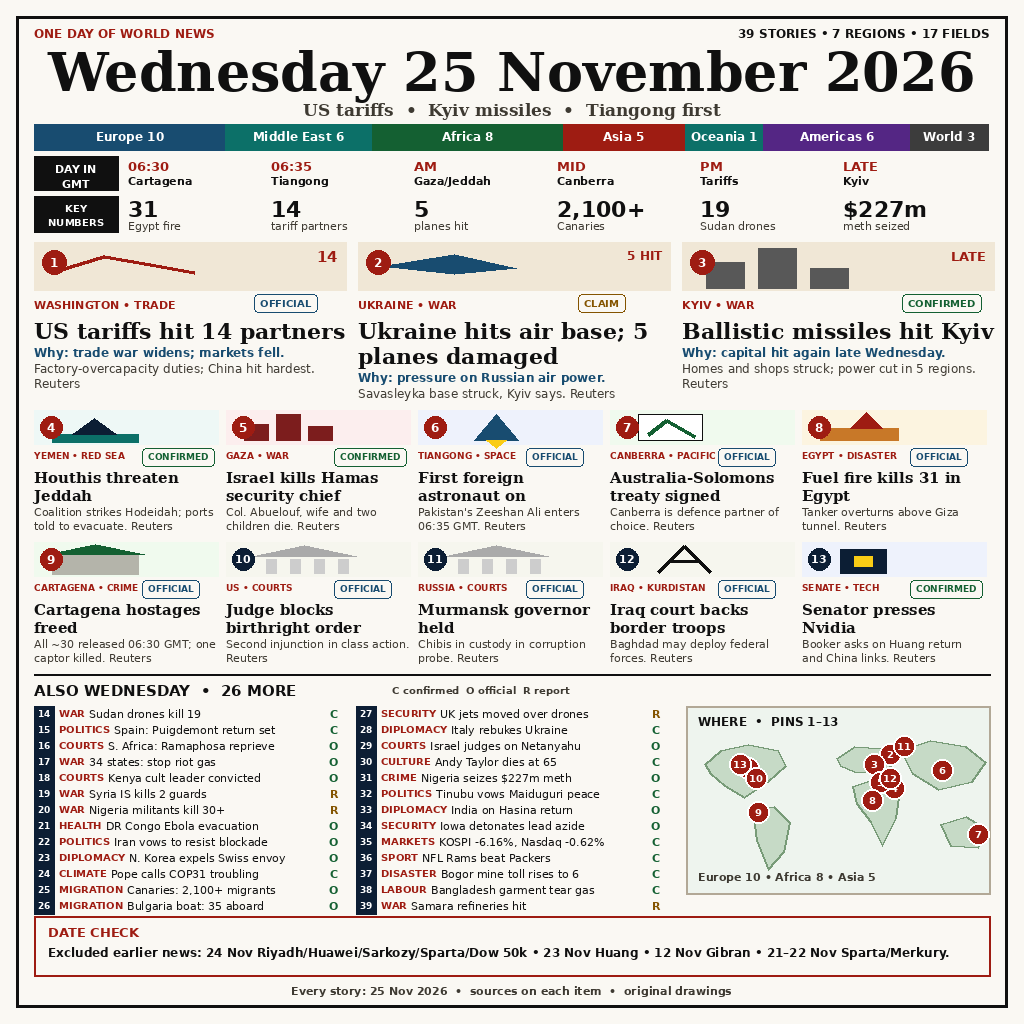 ONE DAY OF WORLD NEWS
39 STORIES • 7 REGIONS • 17 FIELDS
Wednesday 25 November 2026
US tariffs • Kyiv missiles • Tiangong first
Europe 10
Middle East 6
Africa 8
Asia 5
Oceania 1
Americas 6
World 3
DAY IN
GMT
06:30
Cartagena
06:35
Tiangong
AM
Gaza/Jeddah
MID
Canberra
PM
Tariffs
LATE
Kyiv
KEY
NUMBERS
31
Egypt fire
14
tariff partners
5
planes hit
2,100+
Canaries
19
Sudan drones
$227m
meth seized
1
14
WASHINGTON • TRADE
OFFICIAL
US tariffs hit 14 partners
Why: trade war widens; markets fell.
Factory-overcapacity duties; China hit hardest.
Reuters
2
5 HIT
UKRAINE • WAR
CLAIM
Ukraine hits air base; 5
planes damaged
Why: pressure on Russian air power.
Savasleyka base struck, Kyiv says. Reuters
3
LATE
KYIV • WAR
CONFIRMED
Ballistic missiles hit Kyiv
Why: capital hit again late Wednesday.
Homes and shops struck; power cut in 5 regions.
Reuters
4
YEMEN • RED SEA
CONFIRMED
Houthis threaten
Jeddah
Coalition strikes Hodeidah; ports
told to evacuate. Reuters
5
GAZA • WAR
CONFIRMED
Israel kills Hamas
security chief
Col. Abuelouf, wife and two
children die. Reuters
6
TIANGONG • SPACE
OFFICIAL
First foreign
astronaut on
Pakistan's Zeeshan Ali enters
06:35 GMT. Reuters
7
CANBERRA • PACIFIC
OFFICIAL
Australia-Solomons
treaty signed
Canberra is defence partner of
choice. Reuters
8
EGYPT • DISASTER
OFFICIAL
Fuel fire kills 31 in
Egypt
Tanker overturns above Giza
tunnel. Reuters
9
CARTAGENA • CRIME
OFFICIAL
Cartagena hostages
freed
All ~30 released 06:30 GMT; one
captor killed. Reuters
10
US • COURTS
OFFICIAL
Judge blocks
birthright order
Second injunction in class action.
Reuters
11
RUSSIA • COURTS
OFFICIAL
Murmansk governor
held
Chibis in custody in corruption
probe. Reuters
12
IRAQ • KURDISTAN
OFFICIAL
Iraq court backs
border troops
Baghdad may deploy federal
forces. Reuters
13
SENATE • TECH
CONFIRMED
Senator presses
Nvidia
Booker asks on Huang return
and China links. Reuters
ALSO WEDNESDAY • 26 MORE
C confirmed O official R report
14 WAR Sudan drones kill 19 C
15 POLITICS Spain: Puigdemont return set C
16 COURTS S. Africa: Ramaphosa reprieve O
17 WAR 34 states: stop riot gas O
18 COURTS Kenya cult leader convicted O
19 WAR Syria IS kills 2 guards R
20 WAR Nigeria militants kill 30+ R
21 HEALTH DR Congo Ebola evacuation O
22 POLITICS Iran vows to resist blockade O
23 DIPLOMACY N. Korea expels Swiss envoy O
24 CLIMATE Pope calls COP31 troubling C
25 MIGRATION Canaries: 2,100+ migrants O
26 MIGRATION Bulgaria boat: 35 aboard O
27 SECURITY UK jets moved over drones R
28 DIPLOMACY Italy rebukes Ukraine C
29 COURTS Israel judges on Netanyahu O
30 CULTURE Andy Taylor dies at 65 C
31 CRIME Nigeria seizes $227m meth O
32 POLITICS Tinubu vows Maiduguri peace C
33 DIPLOMACY India on Hasina return O
34 SECURITY Iowa detonates lead azide O
35 MARKETS KOSPI -6.16%, Nasdaq -0.62% C
36 SPORT NFL Rams beat Packers C
37 DISASTER Bogor mine toll rises to 6 C
38 LABOUR Bangladesh garment tear gas C
39 WAR Samara refineries hit R
WHERE • PINS 1–13
13
10
9
3
2
11
12
8
6
7
Europe 10 • Africa 8 • Asia 5
DATE CHECK
Excluded earlier news: 24 Nov Riyadh/Huawei/Sarkozy/Sparta/Dow 50k • 23 Nov Huang • 12 Nov Gibran • 21–22 Nov Sparta/Merkury.
Every story: 25 Nov 2026 • sources on each item • original drawings